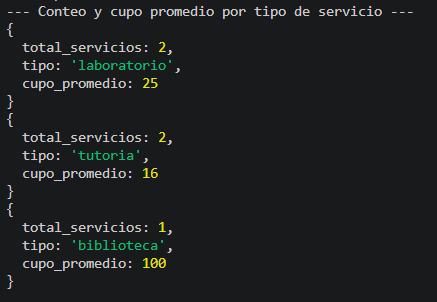 --- Conteo y cupo promedio por tipo de servicio ---
{
  total_servicios: 2,
  tipo: 'laboratorio',
  cupo_promedio: 25
}
{
  total_servicios: 2,
  tipo: 'tutoria',
  cupo_promedio: 16
}
{
  total_servicios: 1,
  tipo: 'biblioteca',
  cupo_promedio: 100
}